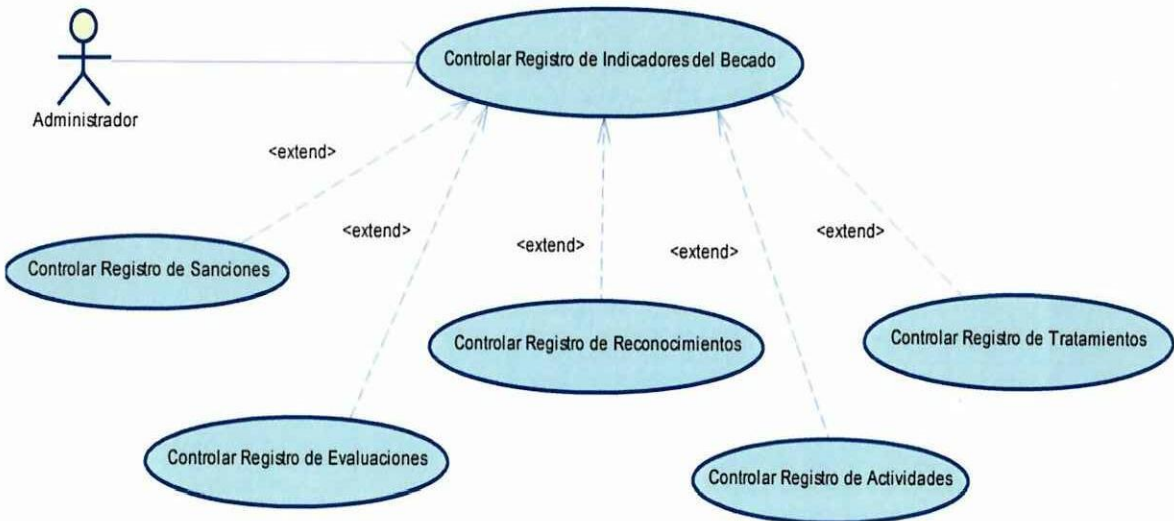 Controlar Registro de Indicadores del Becado
Administrador
<extend>
<extend>
<extend>
<extend>
<extend>
Controlar Registro de Sanciones
Controlar Registro de Reconocimientos
Controlar Registro de Tratamientos
Controlar Registro de Evaluaciones
Controlar Registro de Actividades